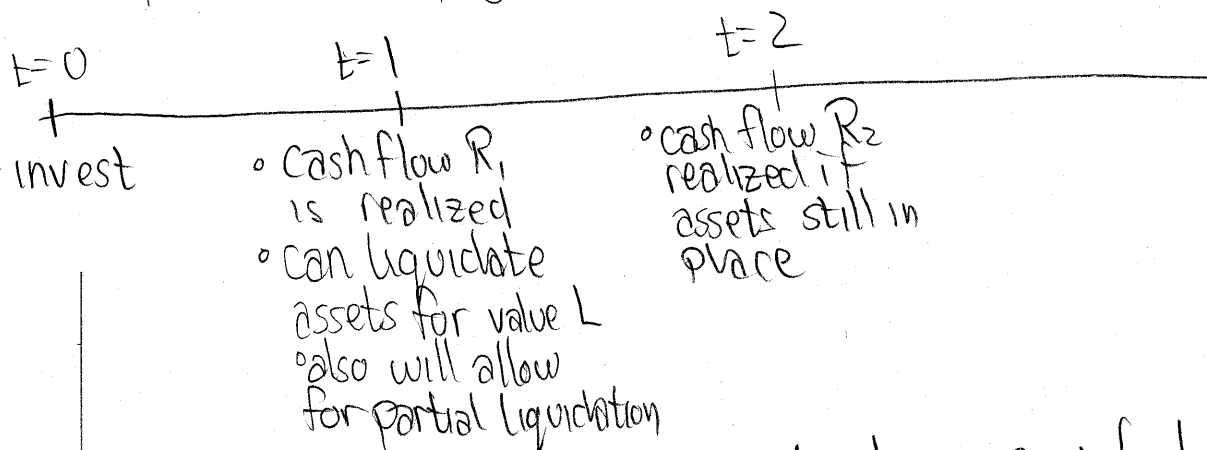 t=0
t=1
t=2
invest
• cash flow R₁
is realized
• can liquidate
assets for value L
• also will allow
for partial liquidation
• cash flow R₂
realized if
assets still in
place